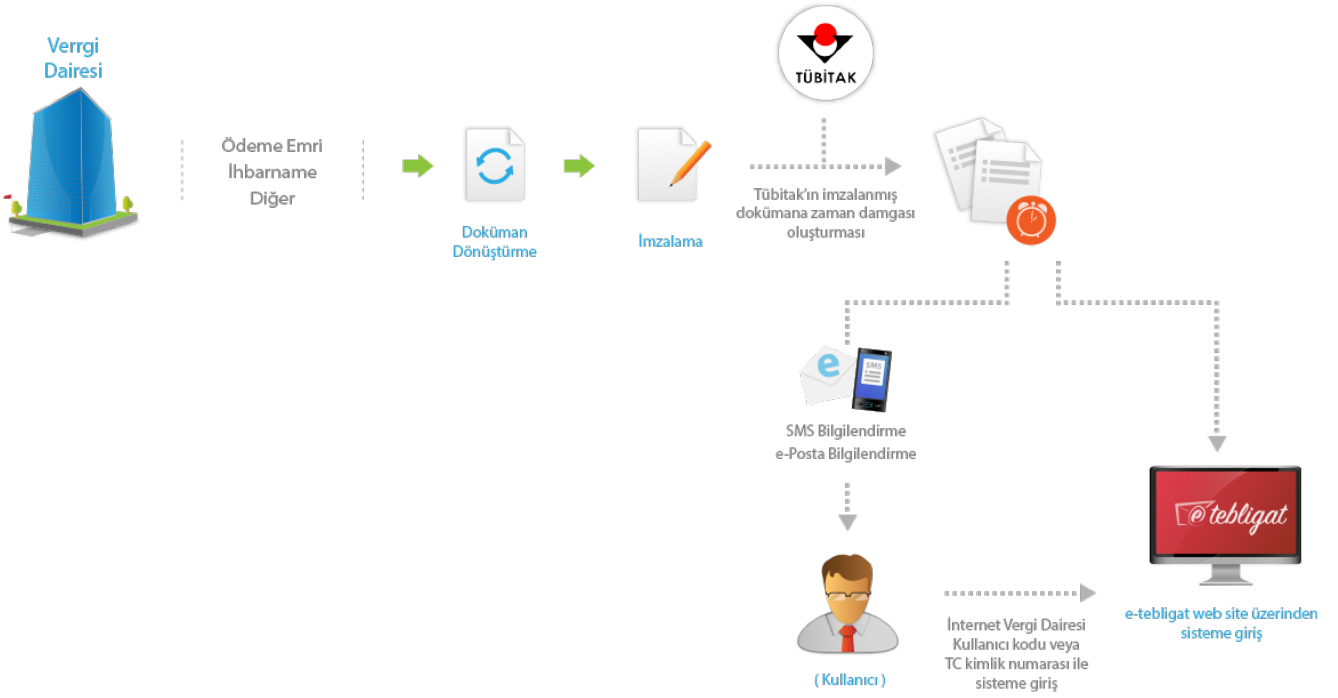 Verrgi
Dairesi
Ödeme Emri
İhbarname
Diğer
Doküman
Dönüştürme
İmzalama
TÜBİTAK
Tübitak'ın imzalanmış
dokümana zaman damgası
oluşturması
SMS
e
SMS Bilgilendirme
e-Posta Bilgilendirme
( Kullanıcı )
İnternet Vergi Dairesi
Kullanıcı kodu veya
TC kimlik numarası ile
sisteme giriş
e tebligat
e-tebligat web site üzerinden
sisteme giriş